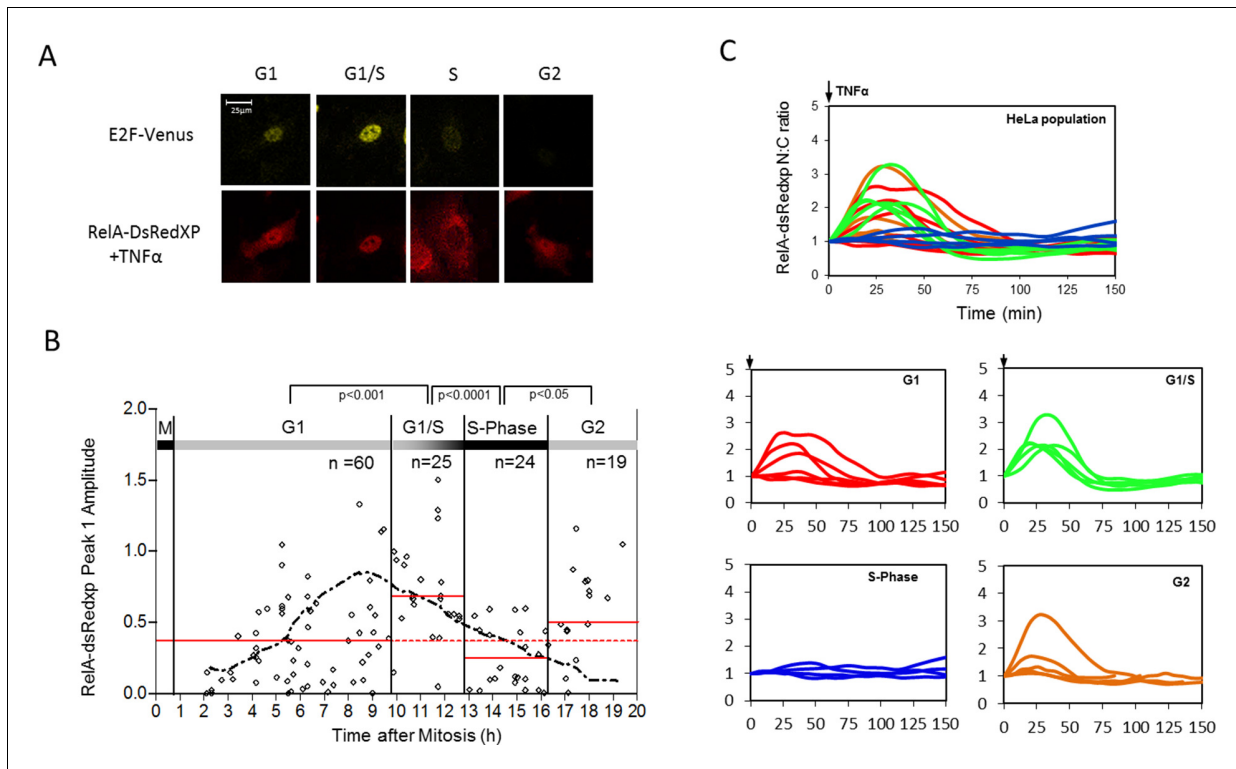 A
G1 G1/S S G2
25µm
E2F-Venus
RelA-DsRedXP
+TNFα
B
p<0.001 p<0.0001 p<0.05
M G1 G1/S S-Phase G2
n =60 n=25 n=24 n=19
RelA-dsRedxp Peak 1 Amplitude
2.0
1.5
1.0
0.5
0.0
0 1 2 3 4 5 6 7 8 9 10 11 12 13 14 15 16 17 18 19 20
Time after Mitosis (h)
C
TNFα
HeLa population
RelA-dsRedxp N:C ratio
5
4
3
2
1
0
0 25 50 75 100 125 150
Time (min)
G1
5
4
3
2
1
0
0 25 50 75 100 125 150
G1/S
5
4
3
2
1
0
0 25 50 75 100 125 150
S-Phase
5
4
3
2
1
0
0 25 50 75 100 125 150
G2
5
4
3
2
1
0
0 25 50 75 100 125 150